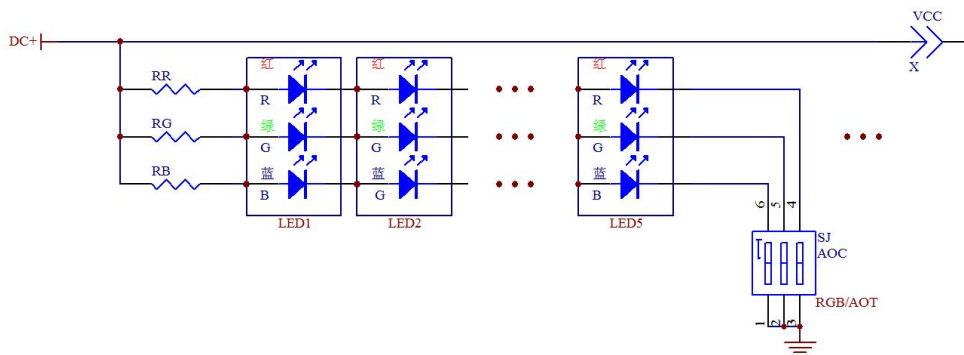 VCC
DC+
X
红 红 红
RR R R R
绿 绿 绿
RG G G G
蓝 蓝 蓝
RB B G B
LED1 LED2 LED5
6 5 4
SJ
AOC
RGB/AOT
1 2 3